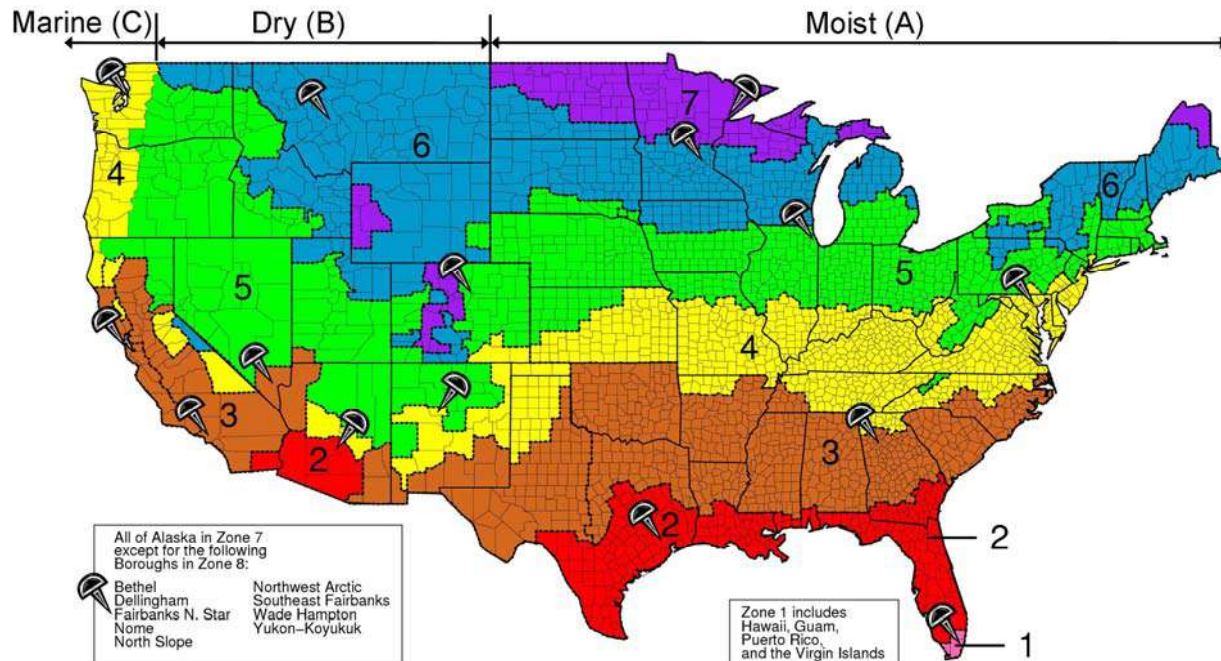 Marine (C) Dry (B) Moist (A)
7
6
4
6
5
5
4
3
3
2
2
2
1
All of Alaska in Zone 7
except for the following
Boroughs in Zone 8:
Bethel Northwest Arctic
Dellingham Southeast Fairbanks
Fairbanks N. Star Wade Hampton
Nome Yukon-Koyukuk
North Slope
Zone 1 includes
Hawaii, Guam,
Puerto Rico,
and the Virgin Islands